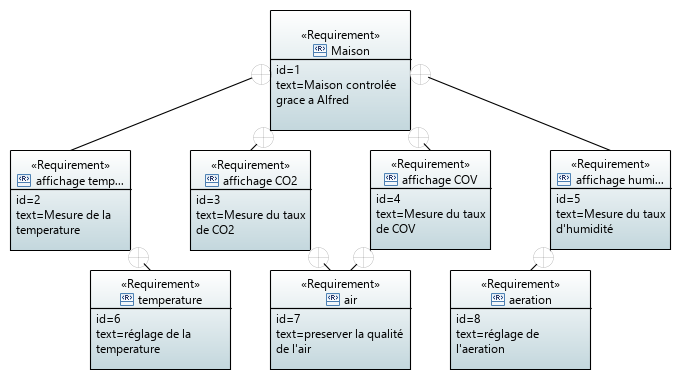 «Requirement»
<R> Maison
id=1
text=Maison controlée
grace a Alfred
«Requirement»
<R> affichage temp...
id=2
text=Mesure de la
temperature
«Requirement»
<R> affichage CO2
id=3
text=Mesure du taux
de CO2
«Requirement»
<R> affichage COV
id=4
text=Mesure du taux
de COV
«Requirement»
<R> affichage humi...
id=5
text=Mesure du taux
d'humidité
«Requirement»
<R> temperature
id=6
text=réglage de la
temperature
«Requirement»
<R> air
id=7
text=preserver la qualité
de l'air
«Requirement»
<R> aeration
id=8
text=réglage de
l'aeration